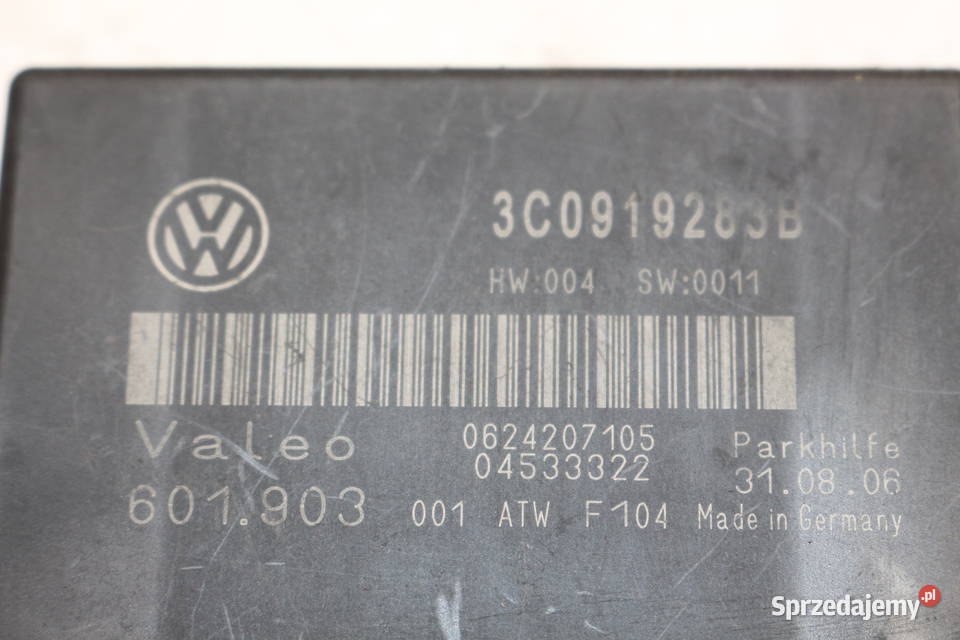 3C0919283B
HW:004 SW:0011
Valeo 0624207105 Parkhilfe
04533322 31.08.06
601.903 001 ATW F104 Made in Germany
Sprzedajemy.pl